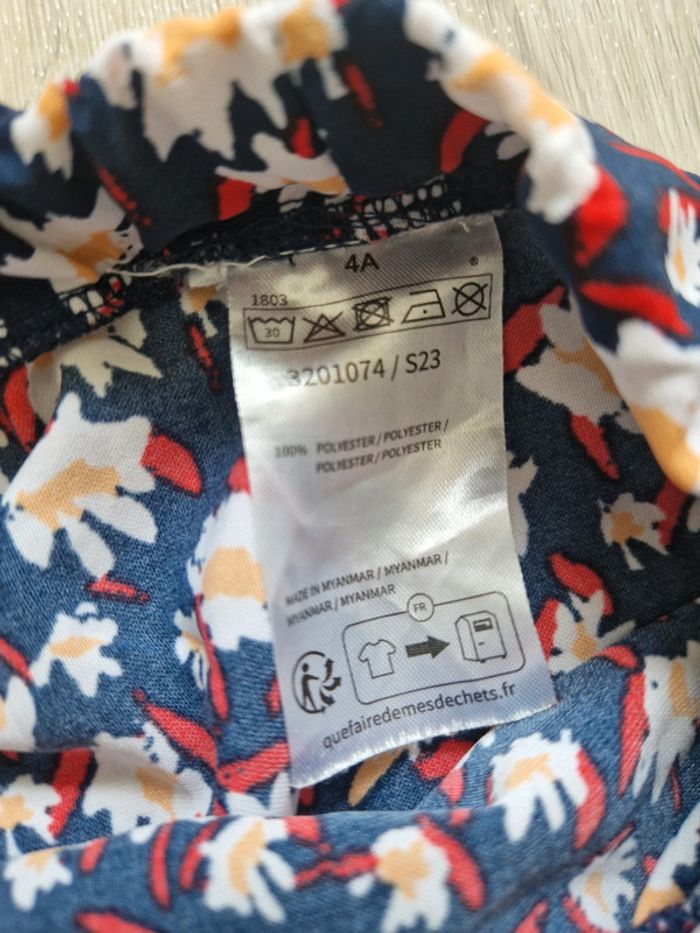 4A
®
1803
30
3201074 / S23
100% POLYESTER / POLYESTER /
POLYESTER / POLYESTER
MADE IN MYANMAR / MYANMAR /
MYANMAR / MYANMAR
FR
quefairedemesdechets.fr